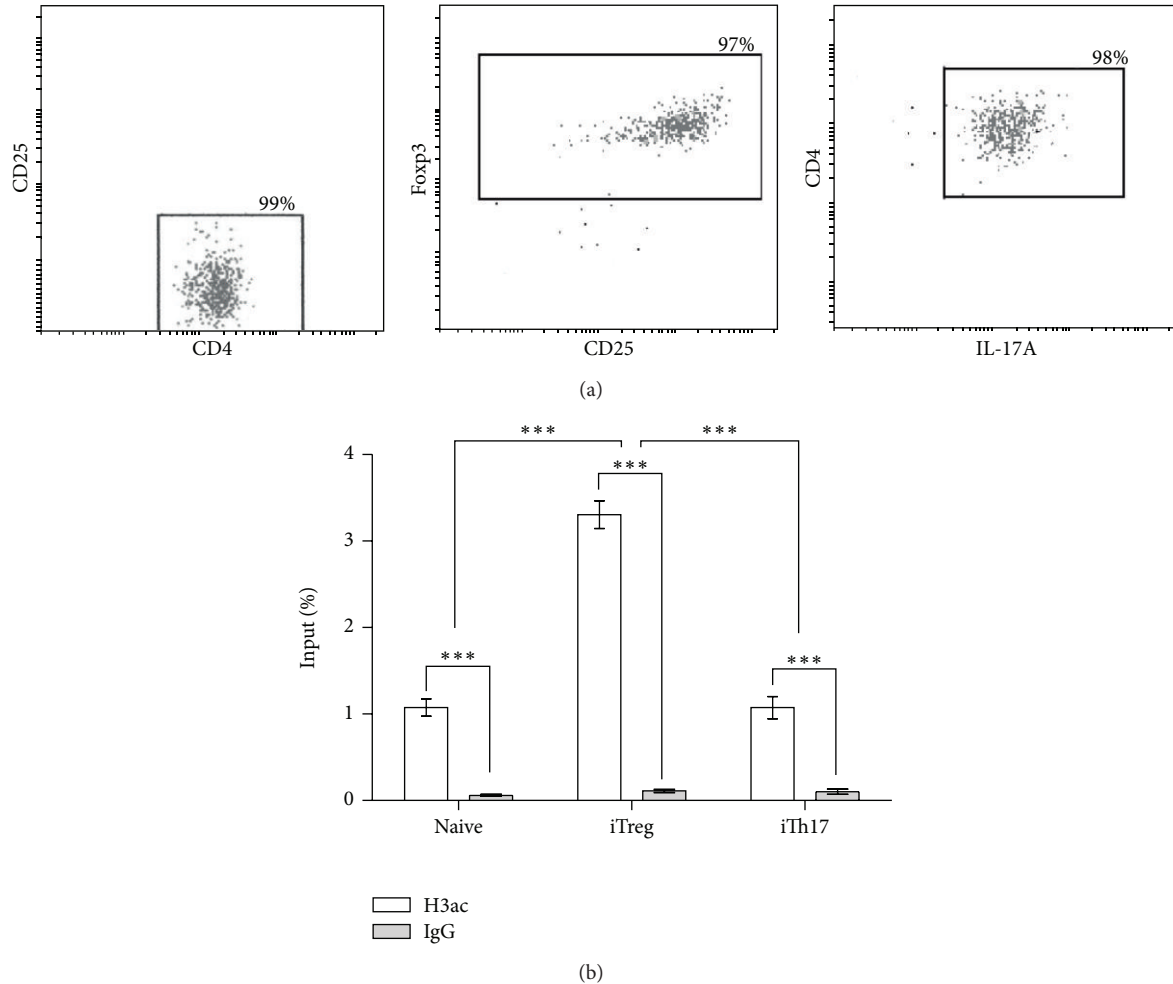 99%
CD25
CD4
97%
Foxp3
CD25
98%
CD4
IL-17A
(a)
*** ***
***
4
3
2
1
0
Input (%)
*** ***
Naive iTreg iTh17
H3ac
IgG
(b)